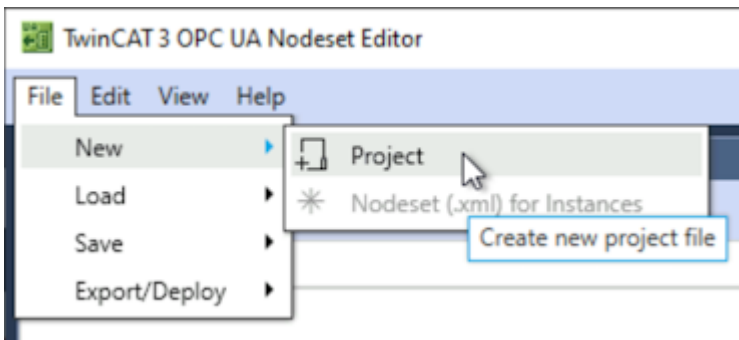 TwinCAT 3 OPC UA Nodeset Editor
File Edit View Help
New
Project
Load
Nodeset (.xml) for Instances
Save
Create new project file
Export/Deploy